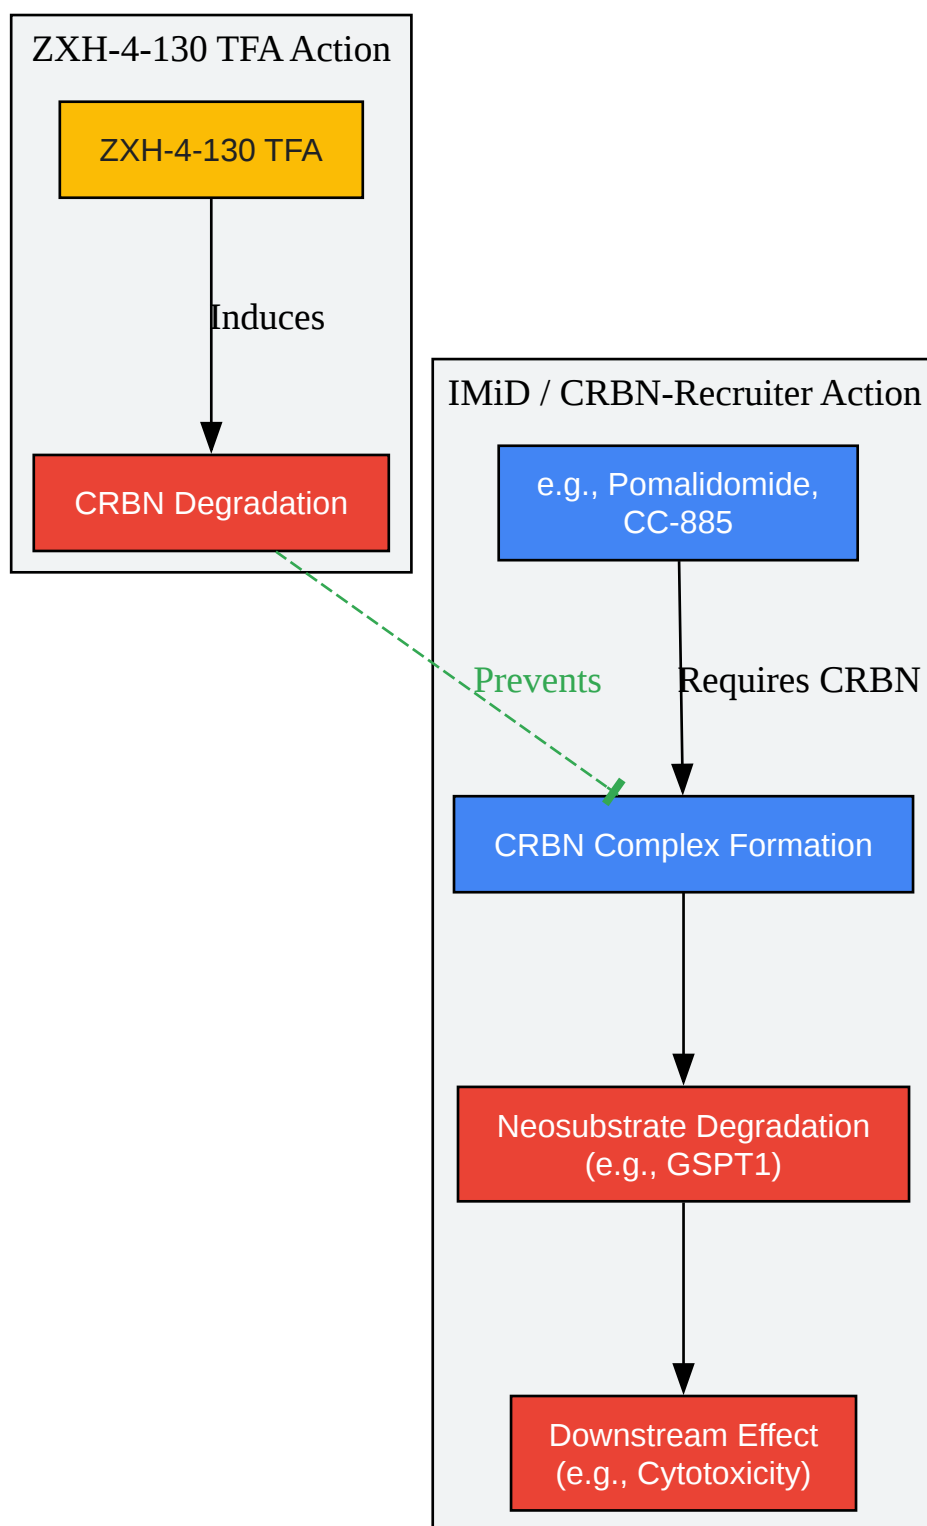 ZXH-4-130 TFA Action
ZXH-4-130 TFA
Induces
CRBN Degradation
IMiD / CRBN-Recruiter Action
e.g., Pomalidomide,
CC-885
Prevents
Requires CRBN
CRBN Complex Formation
Neosubstrate Degradation
(e.g., GSPT1)
Downstream Effect
(e.g., Cytotoxicity)